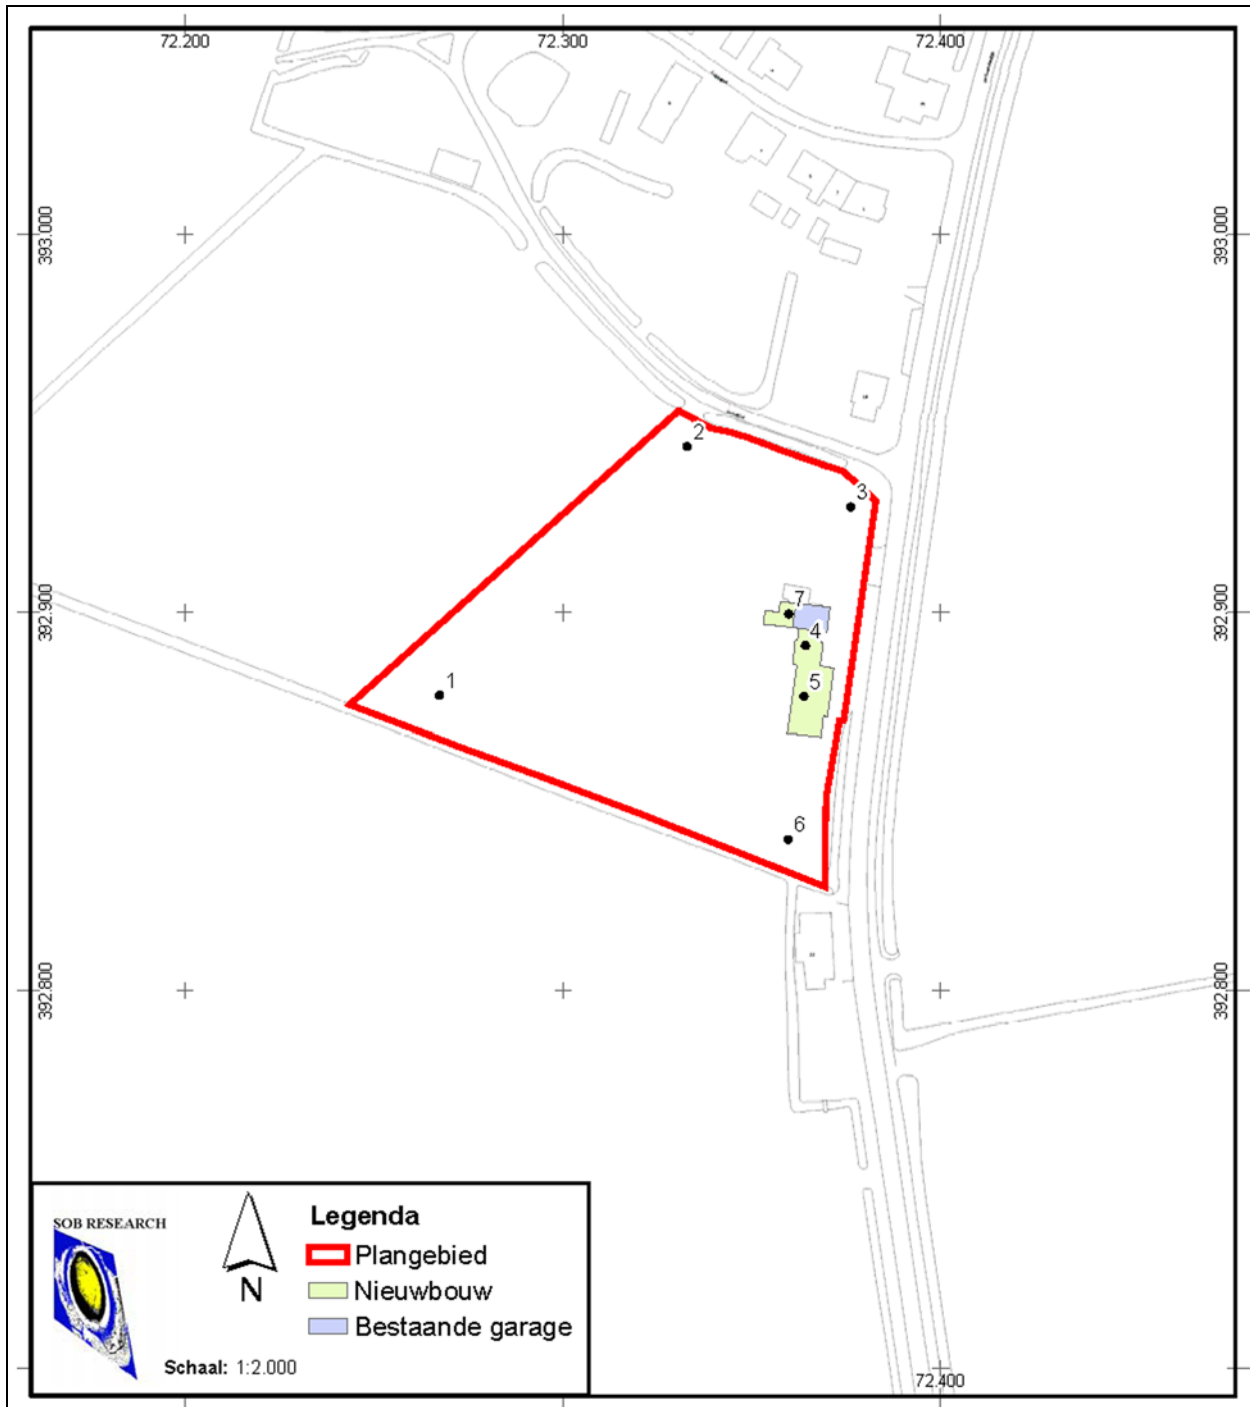 72.200 72.300 72.400
393.000 393.000
2
3
392.900 392.900
7
4
1 5
6
392.800 392.800
SOB RESEARCH
Legenda
Plangebied
N Nieuwbouw
Bestaande garage
Schaal: 1:2.000
72.400